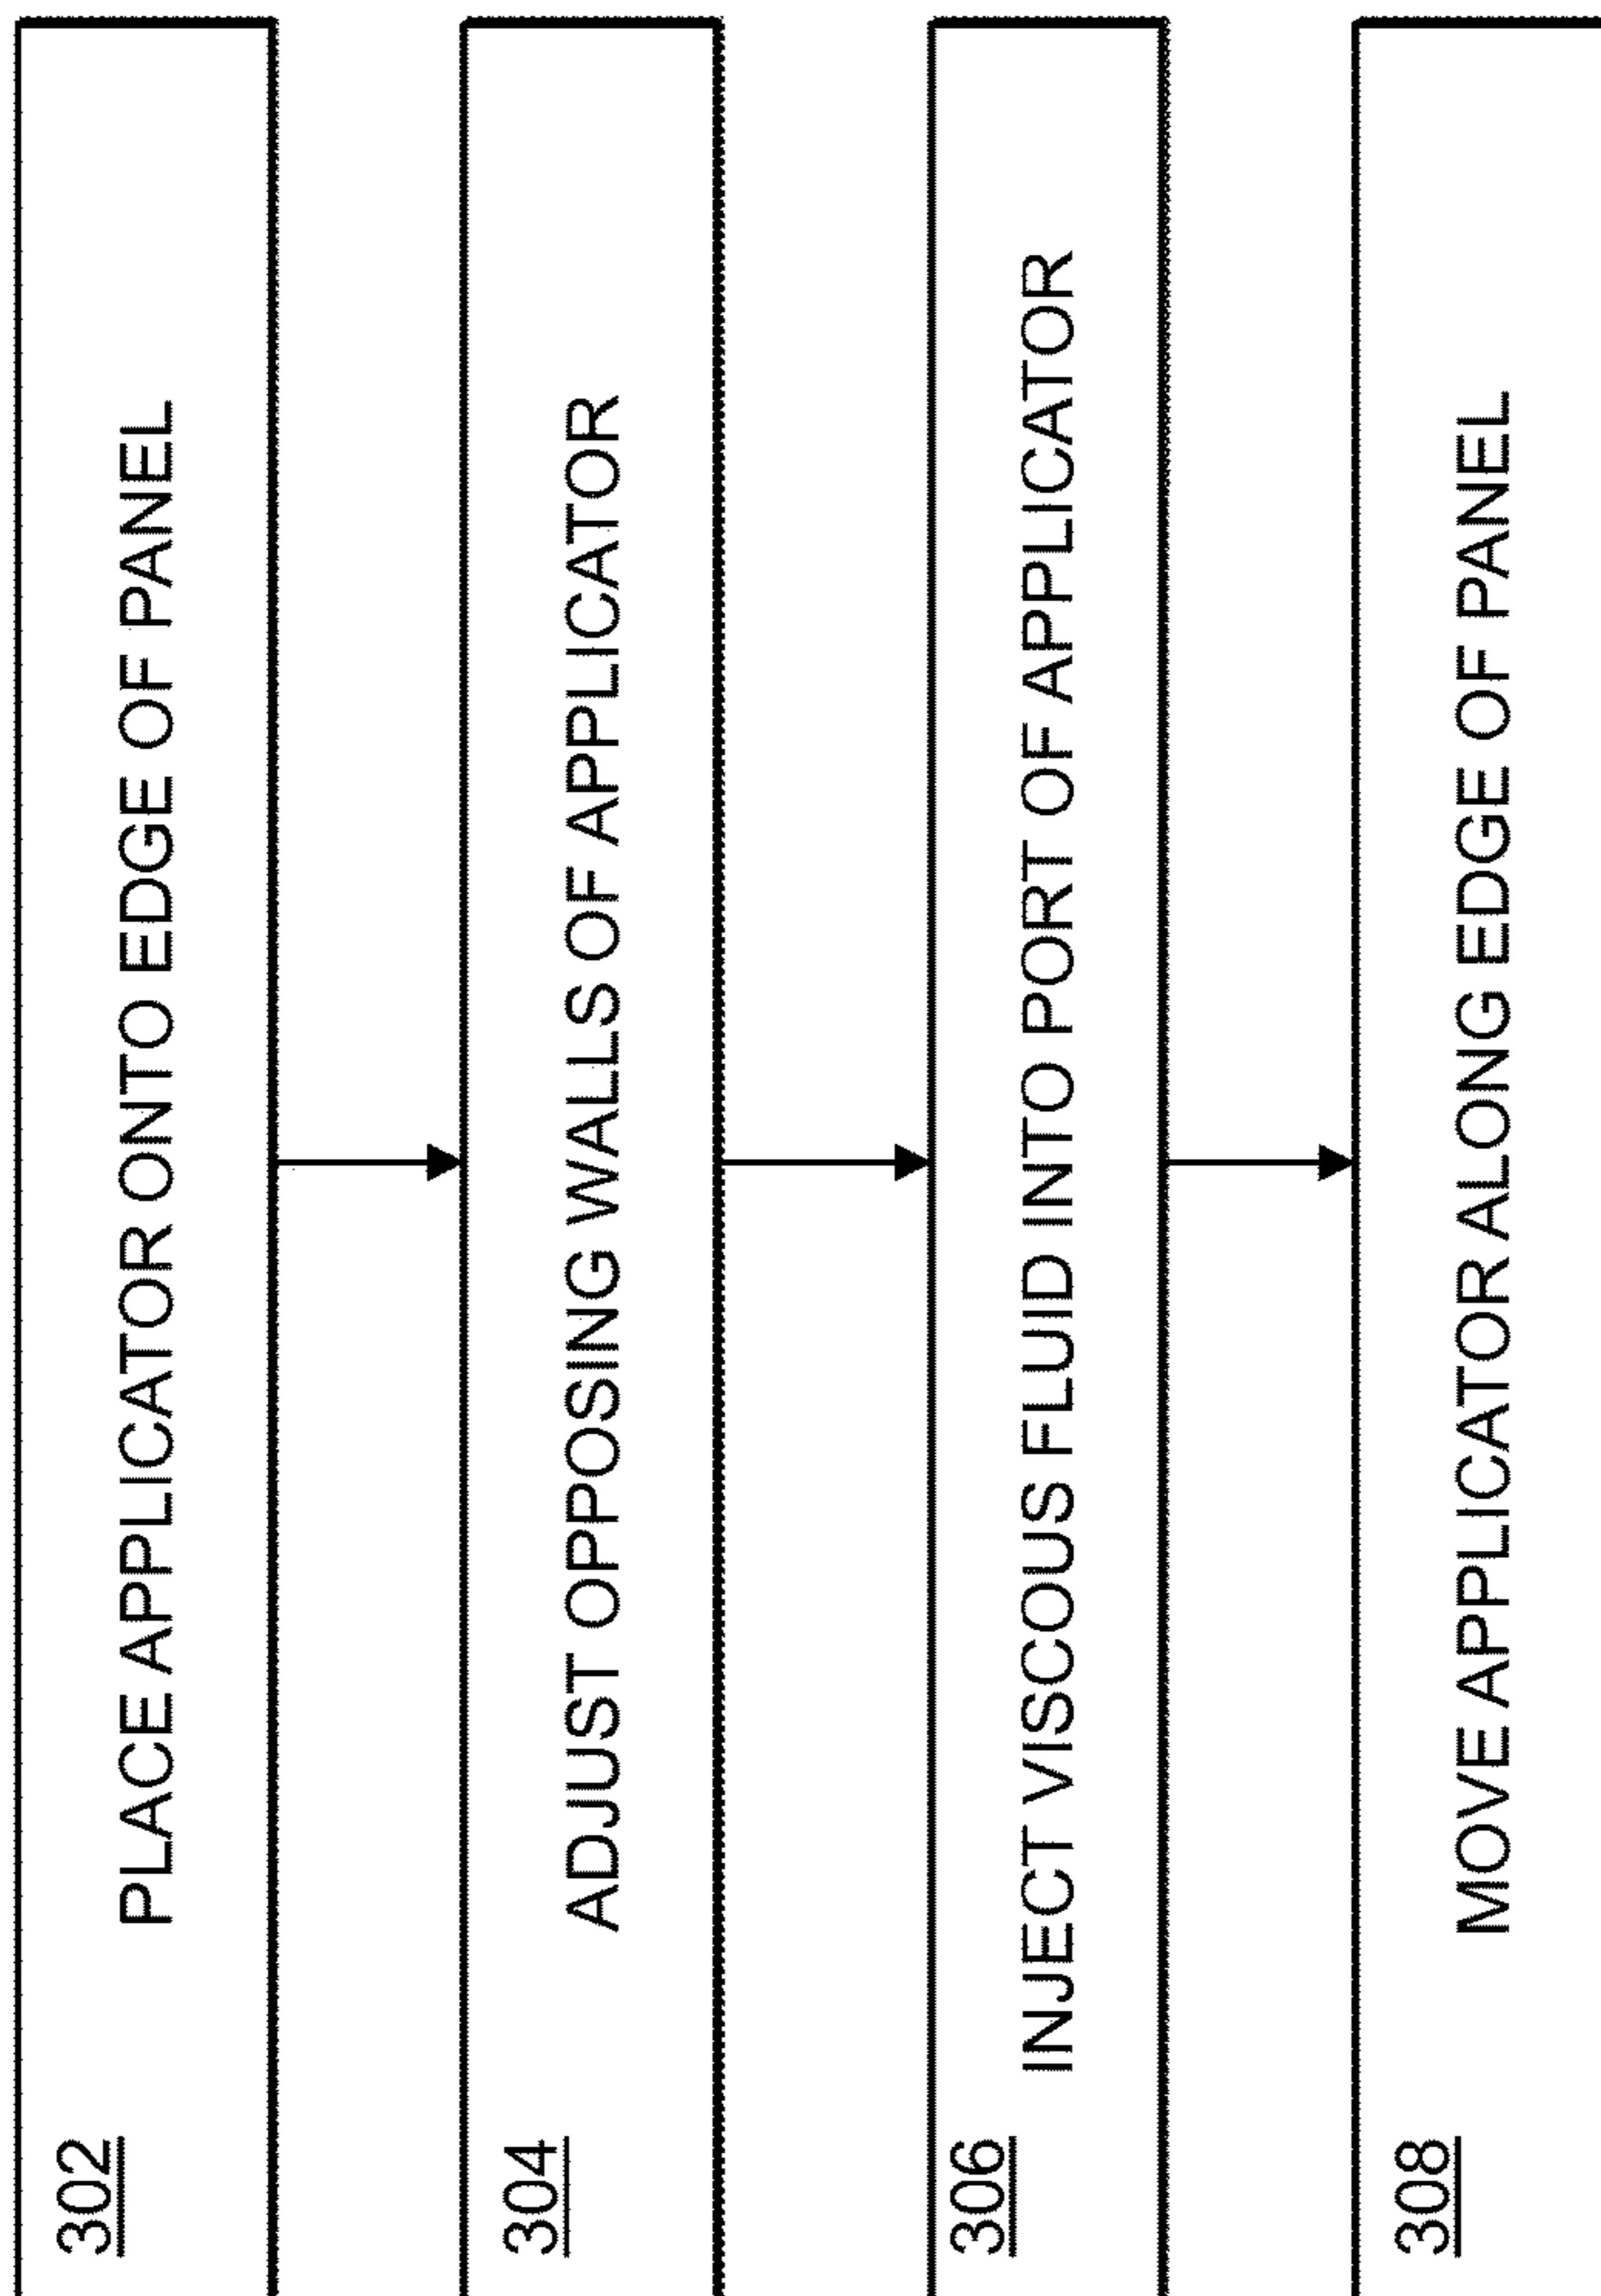 302
PLACE APPLICATOR ONTO EDGE OF PANEL
304
ADJUST OPPOSING WALLS OF APPLICATOR
306
INJECT VISCOUS FLUID INTO PORT OF APPLICATOR
308
MOVE APPLICATOR ALONG EDGE OF PANEL